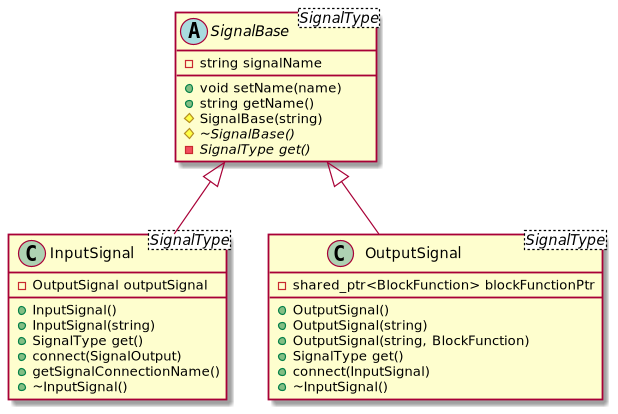 SignalType
A SignalBase
string signalName
void setName(name)
string getName()
SignalBase(string)
~SignalBase()
SignalType get()
SignalType
C InputSignal
OutputSignal outputSignal
InputSignal()
InputSignal(string)
SignalType get()
connect(SignalOutput)
getSignalConnectionName()
~InputSignal()
SignalType
C OutputSignal
shared_ptr<BlockFunction> blockFunctionPtr
OutputSignal()
OutputSignal(string)
OutputSignal(string, BlockFunction)
SignalType get()
connect(InputSignal)
~InputSignal()